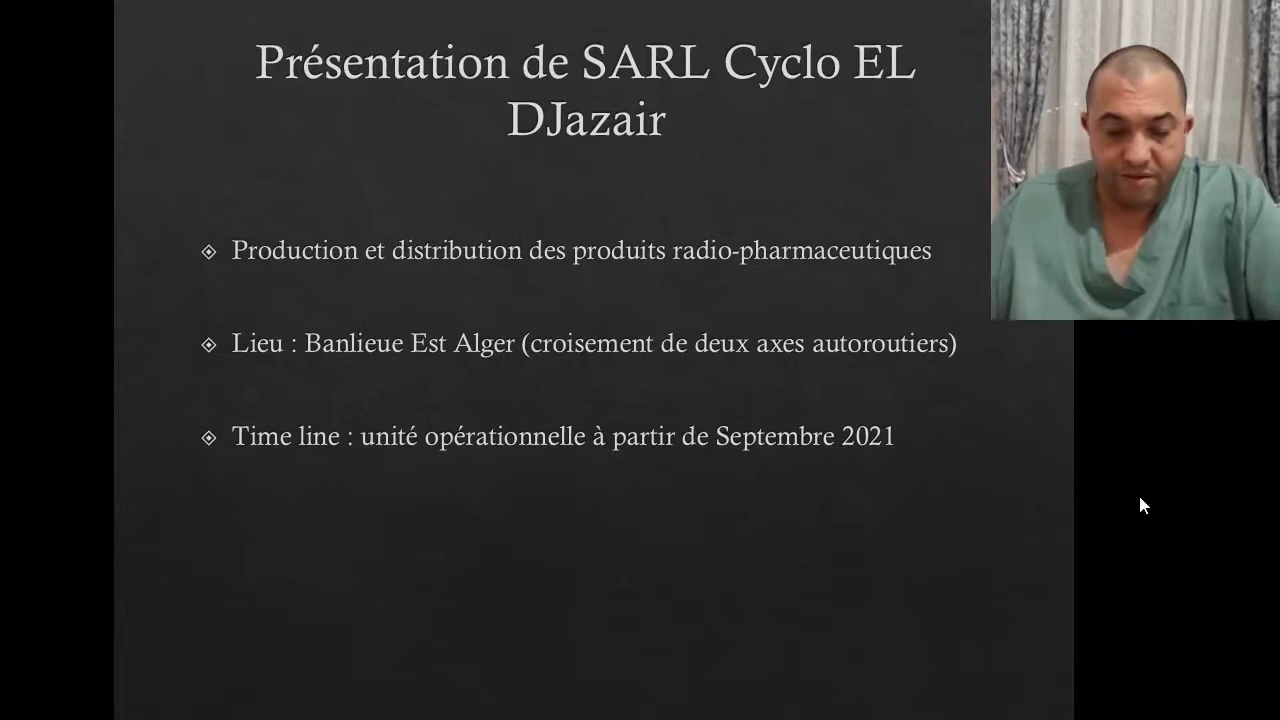 Présentation de SARL Cyclo EL
DJazair
Production et distribution des produits radio-pharmaceutiques
Lieu : Banlieue Est Alger (croisement de deux axes autoroutiers)
Time line : unité opérationnelle à partir de Septembre 2021